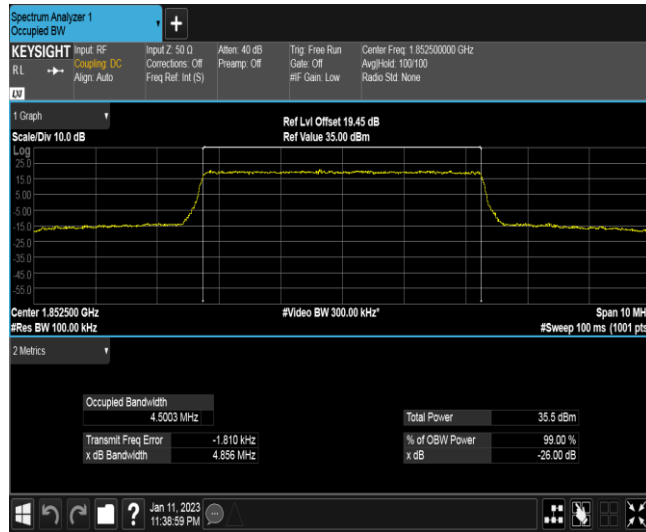 Spectrum Analyzer 1
Occupied BW
KEYSIGHT
RL
LXI
Input: RF
Coupling: DC
Align: Auto
Input Z: 50 Ω
Corrections: Off
Freq Ref: Int (S)
Atten: 40 dB
Preamp: Off
Trig: Free Run
Gate: Off
#IF Gain: Low
Center Freq: 1.852500000 GHz
Avg|Hold: 100/100
Radio Std: None
1 Graph
Scale/Div 10.0 dB
Ref Lvl Offset 19.45 dB
Ref Value 35.00 dBm
Log
25.0
15.0
5.00
-5.00
-15.0
-25.0
-35.0
-45.0
-55.0
Center 1.852500 GHz
#Res BW 100.00 kHz
#Video BW 300.00 kHz*
Span 10 MH
#Sweep 100 ms (1001 pts
2 Metrics
Occupied Bandwidth
4.5003 MHz
Transmit Freq Error -1.810 kHz
x dB Bandwidth 4.856 MHz
Total Power 35.5 dBm
% of OBW Power 99.00 %
x dB -26.00 dB
Jan 11, 2023
11:38:59 PM